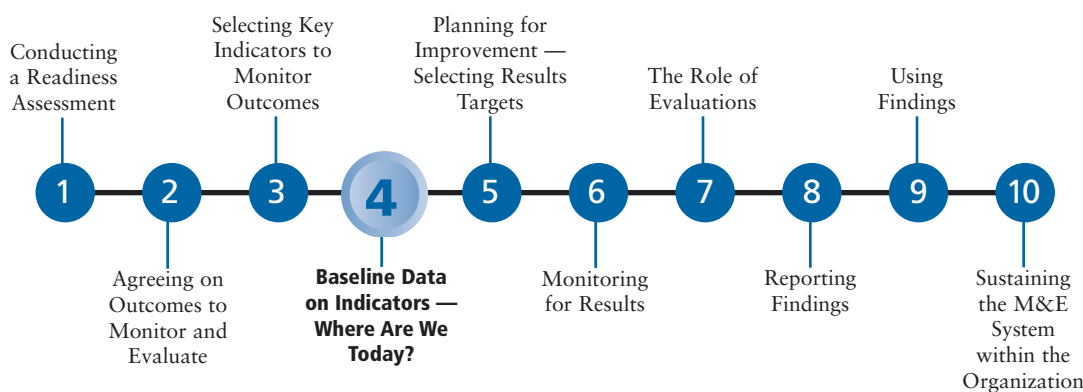 Conducting
a Readiness
Assessment
Selecting Key
Indicators to
Monitor
Outcomes
Planning for
Improvement —
Selecting Results
Targets
The Role of
Evaluations
Using
Findings
1
2
3
4
5
6
7
8
9
10
Agreeing on
Outcomes to
Monitor and
Evaluate
Baseline Data
on Indicators —
Where Are We
Today?
Monitoring
for Results
Reporting
Findings
Sustaining
the M&E
System
within the
Organization